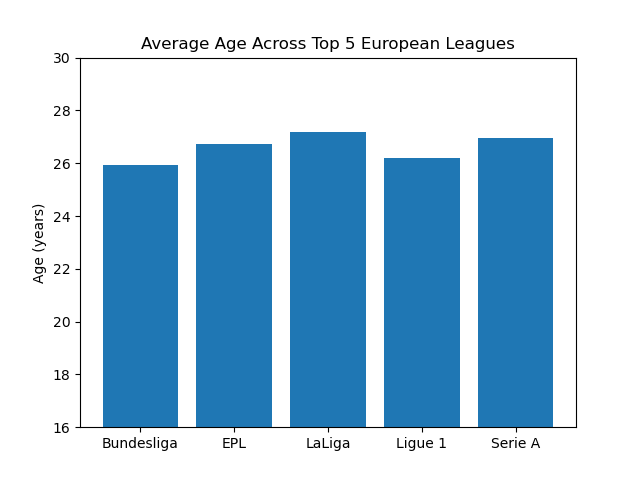 Average Age Across Top 5 European Leagues
30
28
26
24
22
20
18
16
Age (years)
Bundesliga EPL LaLiga Ligue 1 Serie A